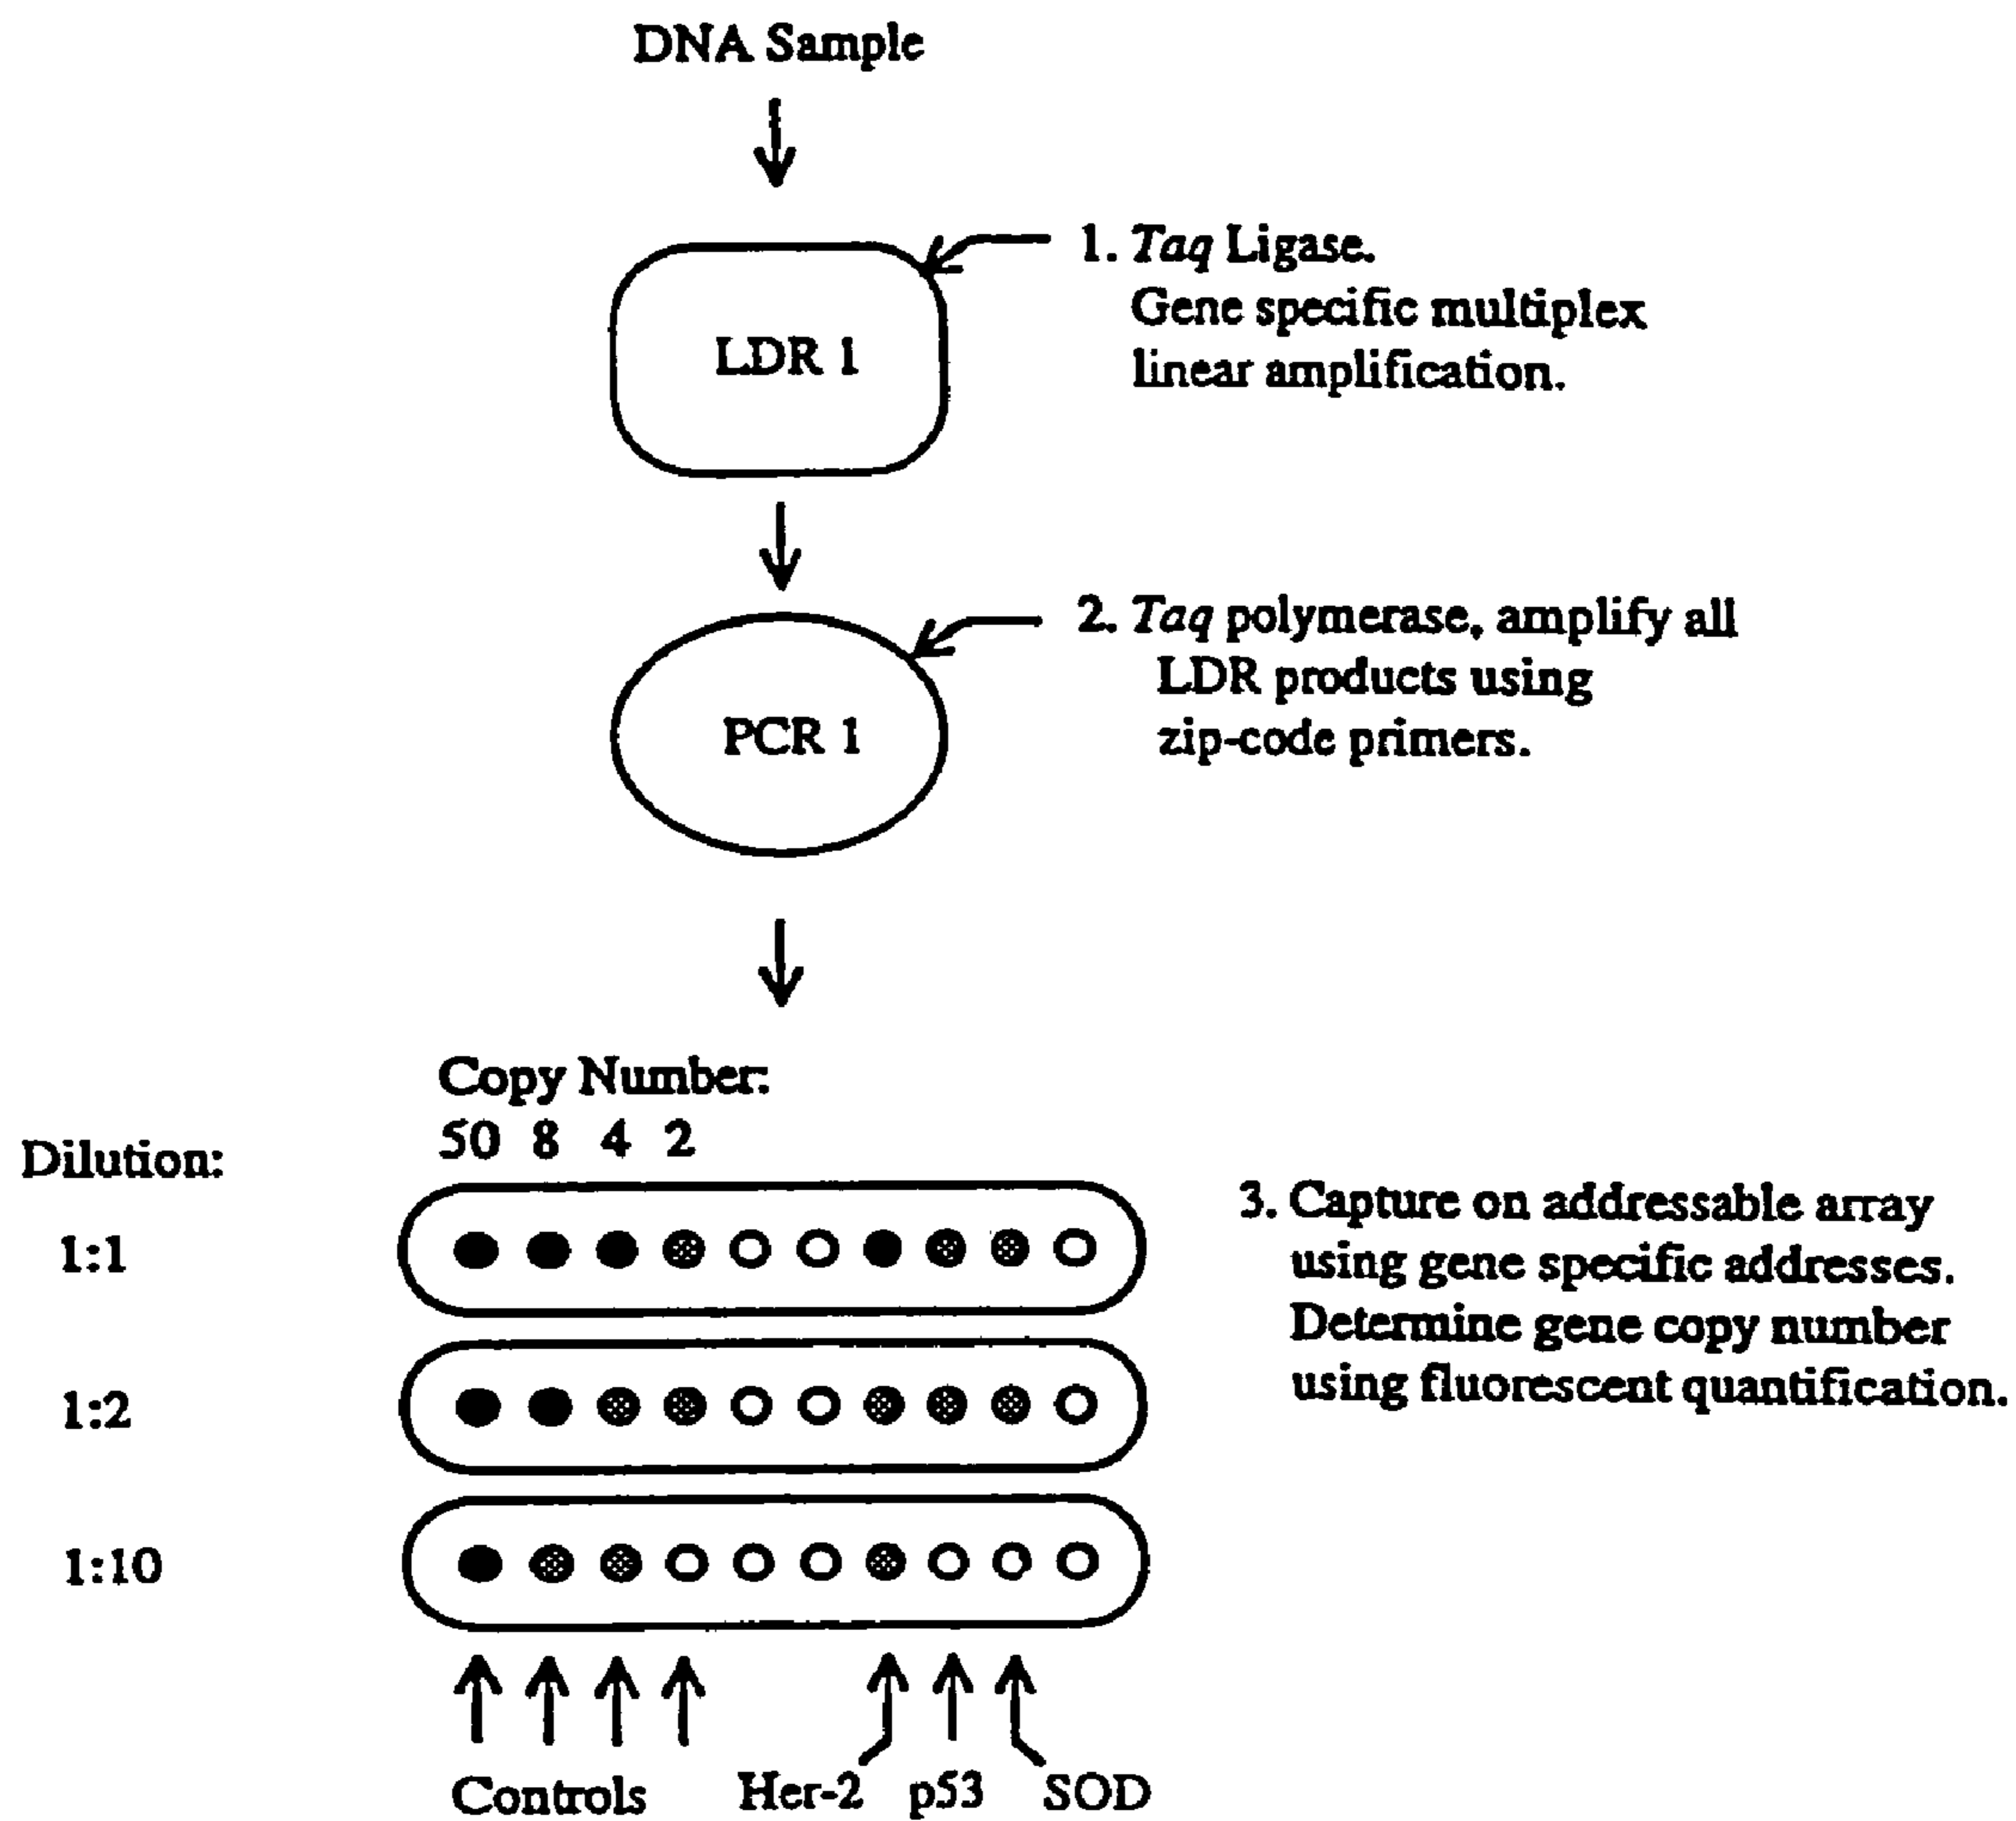 DNA Sample
LDR 1
1. Taq Ligase.
Gene specific multiplex
linear amplification.
PCR 1
2. Taq polymerase, amplify all
LDR products using
zip-code primers.
Copy Number:
50 8 4 2
Dilution:
1:1
1:2
1:10
3. Capture on addressable array
using gene specific addresses.
Determine gene copy number
using fluorescent quantification.
Controls
Her-2
p53
SOD